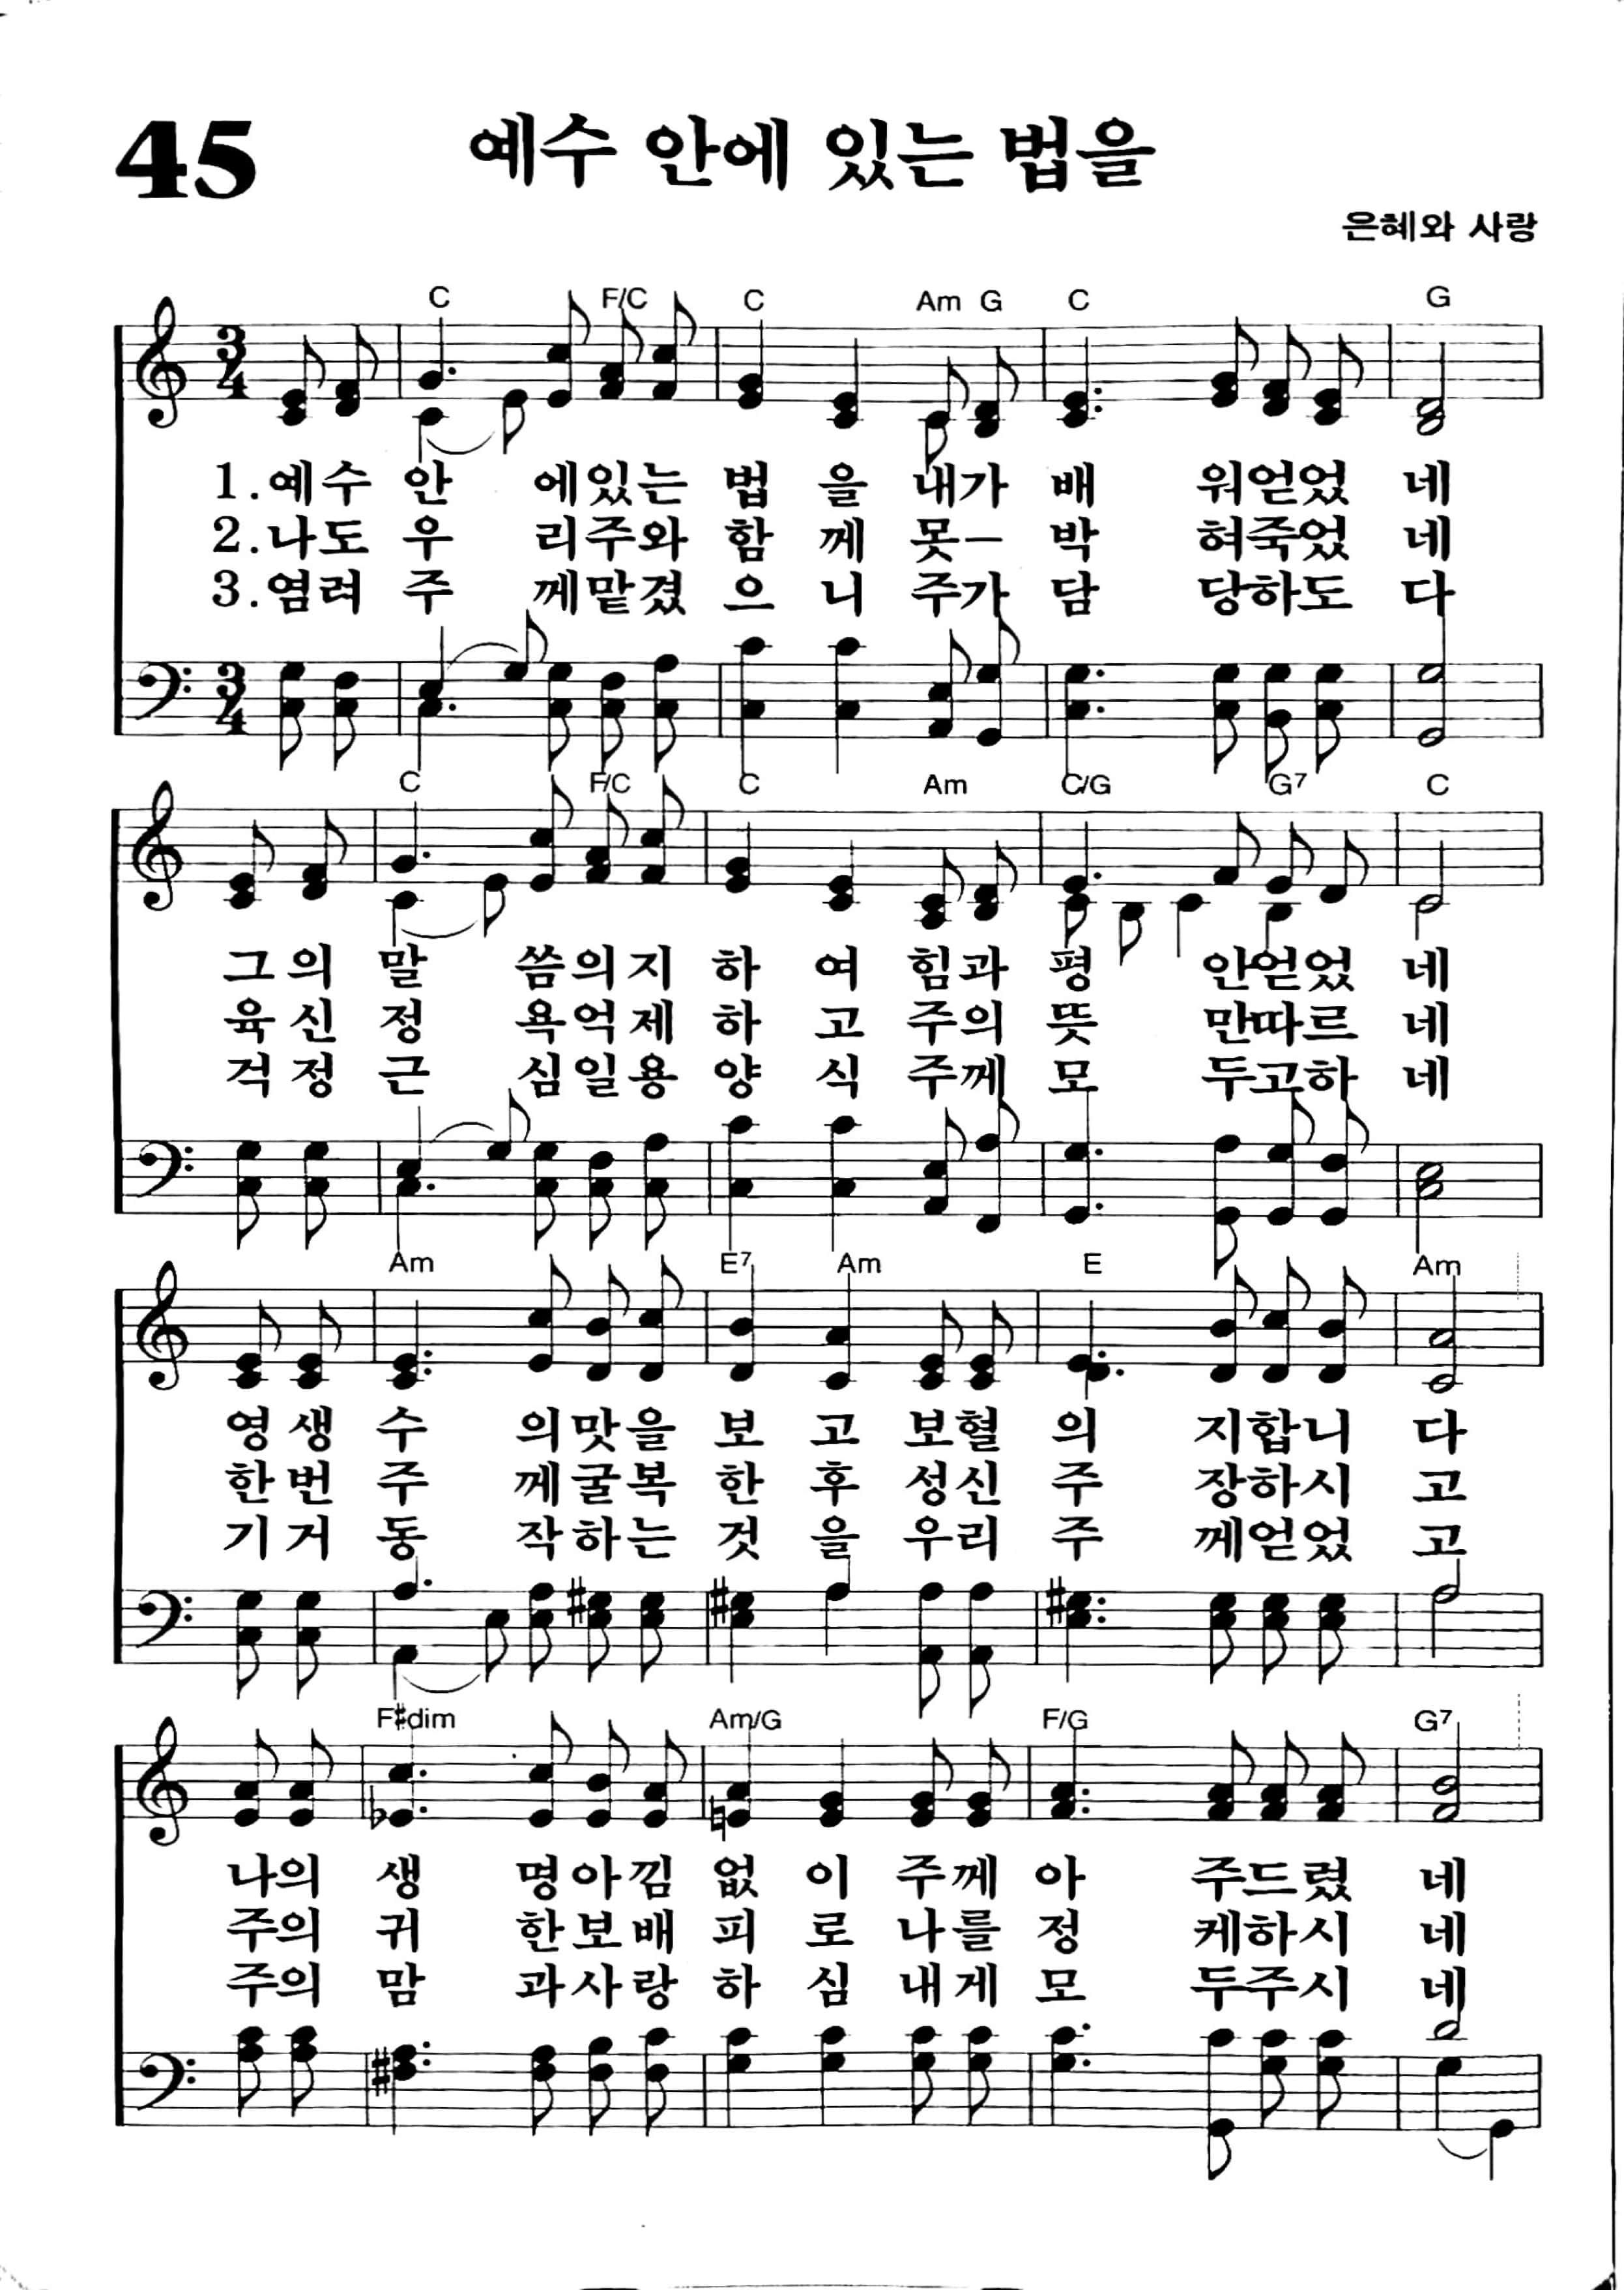 45
예수 안에 있는 법을
은혜와 사랑
C F/C C Am G C G
1.예수 안 에있는 법 을 내가 배 워얻었 네
2.나도 우 리주와 함 께 못― 박 혀죽었 네
3.염려 주 께맡겼 으 니 주가 담 당하도 다
C F/C C Am C/G G7 C
그의 말 씀의지 하 여 힘과 평 안얻었 네
육신 정 욕억제 하 고 주의 뜻 만따르 네
걱정 근 심일용 양 식 주께 모 두고하 네
Am E7 Am E Am
영생 수 의맛을 보 고 보혈 의 지합니 다
한번 주 께굴복 한 후 성신 주 장하시 고
기거 동 작하는 것 을 우리 주 께얻었 고
F#dim Am/G F/G G7
나의 생 명아낌 없 이 주께 아 주드렸 네
주의 귀 한보배 피 로 나를 정 케하시 네
주의 맘 과사랑 하 심 내게 모 두주시 네